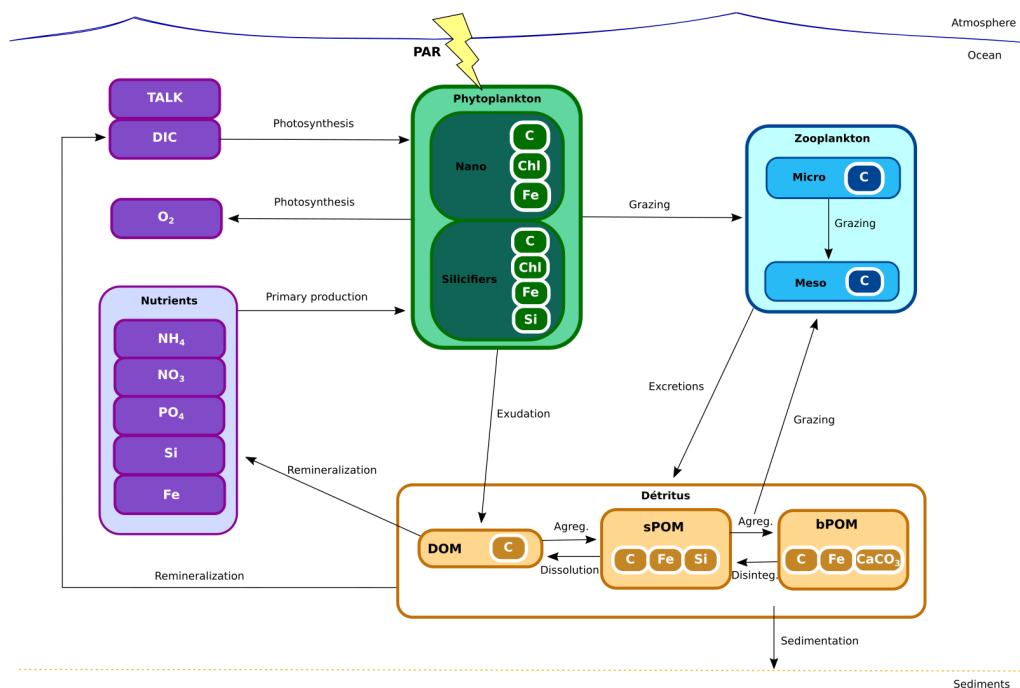 Atmosphere
Ocean
PAR
TALK
DIC
Photosynthesis
O₂
Photosynthesis
Nutrients
NH₄
NO₃
PO₄
Si
Fe
Primary production
Phytoplankton
Nano
C
Chl
Fe
Silicifiers
C
Chl
Fe
Si
Grazing
Zooplankton
Micro
C
Grazing
Meso
C
Exudation
Excretions
Grazing
Remineralization
Remineralization
Détritus
DOM
C
Agreg.
Dissolution
sPOM
C
Fe
Si
Agreg.
Disinteg.
bPOM
C
Fe
CaCO₃
Sedimentation
Sediments